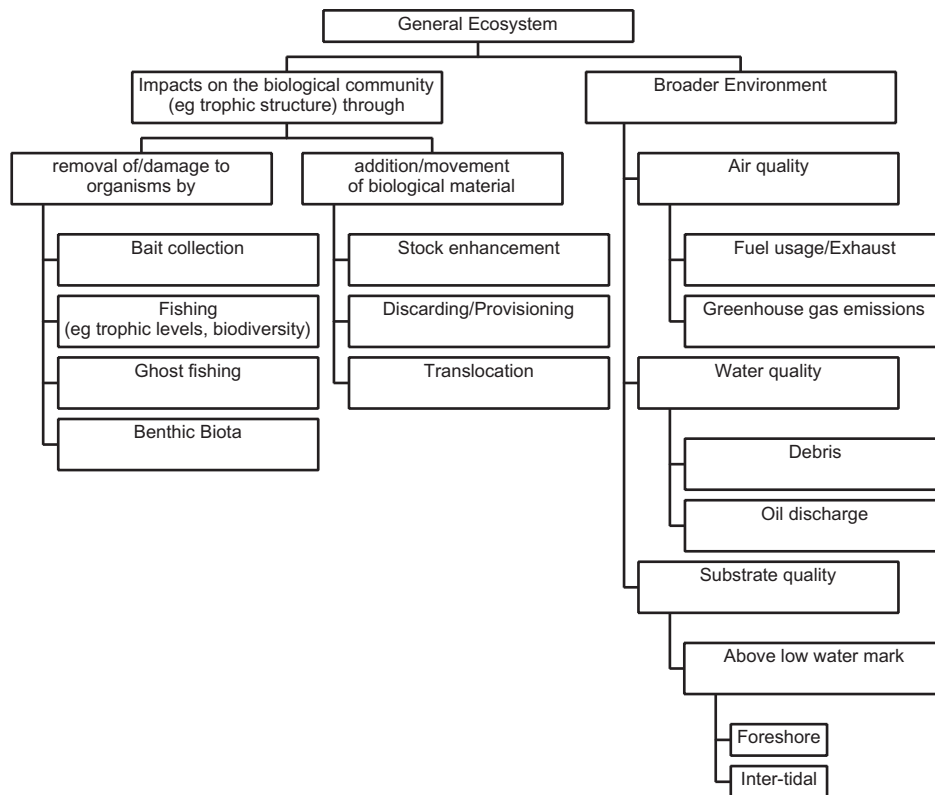 General Ecosystem
Impacts on the biological community
(eg trophic structure) through
Broader Environment
removal of/damage to
organisms by
addition/movement
of biological material
Air quality
Bait collection
Stock enhancement
Fuel usage/Exhaust
Fishing
(eg trophic levels, biodiversity)
Discarding/Provisioning
Greenhouse gas emissions
Ghost fishing
Translocation
Water quality
Benthic Biota
Debris
Oil discharge
Substrate quality
Above low water mark
Foreshore
Inter-tidal